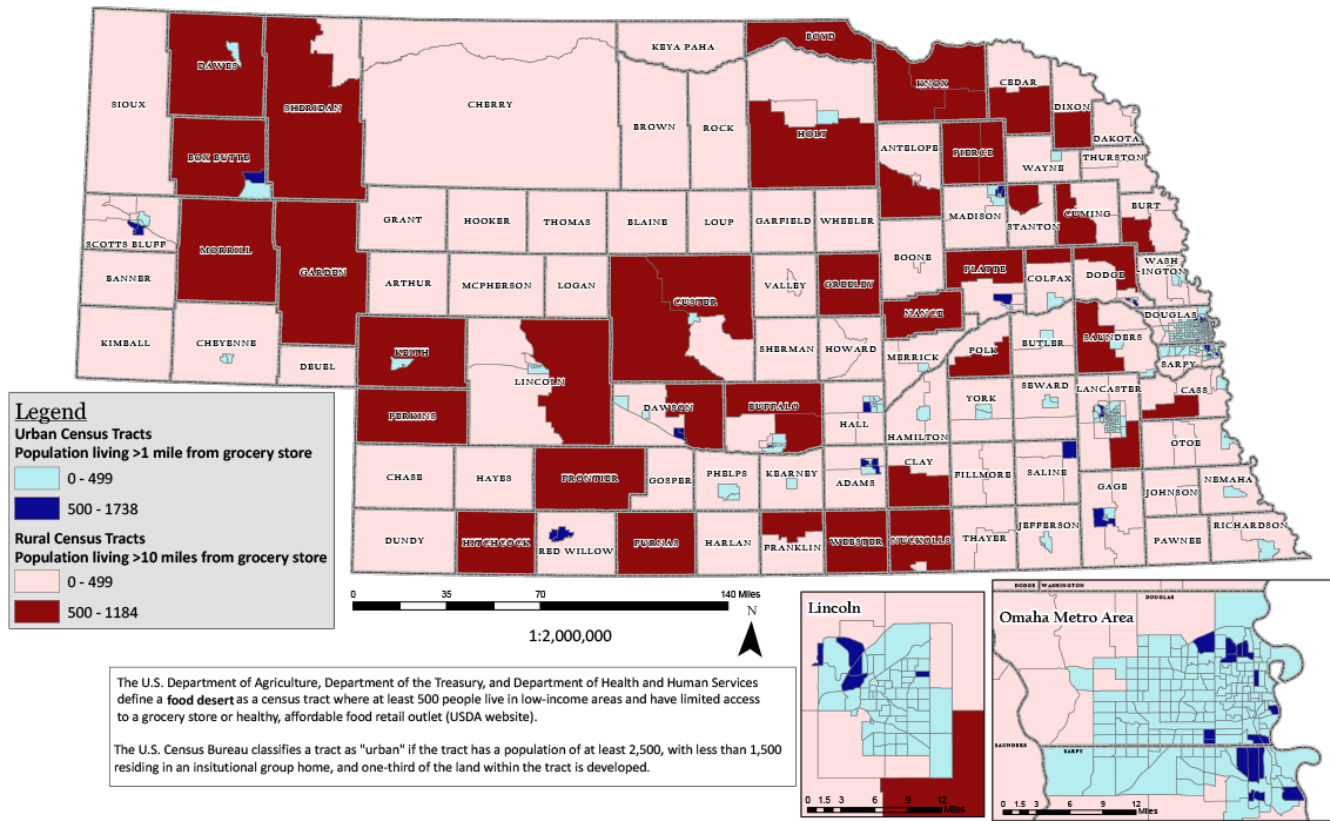 BOYD
KEYA PAHA
DAWES
SIOUX
SHERIDAN
CHERRY
KNOX
CEDAR
DIXON
BROWN
ROCK
HOLT
DAKOTA
ANTELOPE
BOX BUTTE
PIERCE
WAYNE
THURSTON
GRANT
HOOKER
THOMAS
BLAINE
LOUP
GARFIELD
WHEELER
MADISON
STANTON
CUMING
BURT
SCOTTS BLUFF
MORRILL
BOONE
GARDEN
BANNER
ARTHUR
MCPHERSON
LOGAN
CUSTER
VALLEY
GREELEY
PLATTE
COLFAX
DODGE
WASH
INGTON
NANCE
DOUGLAS
KIMBALL
CHEYENNE
DEUEL
KEITH
LINCOLN
SHERMAN
HOWARD
MERRICK
POLK
BUTLER
SAUNDERS
SARPY
PERKINS
DAWSON
BUFFALO
HALL
HAMILTON
YORK
SEWARD
LANCASTER
CASS
OTOE
CHASE
HAYES
FRONTIER
GOSPER
PHELPS
KEARNEY
ADAMS
CLAY
FILLMORE
SALINE
GAGE
JOHNSON
NEMAHA
DUNDY
HITCHCOCK
RED WILLOW
FURNAS
HARLAN
FRANKLIN
WEBSTER
NUCKOLLS
THAYER
JEFFERSON
PAWNEE
RICHARDSON
Legend
Urban Census Tracts
Population living >1 mile from grocery store
0 - 499
500 - 1738
Rural Census Tracts
Population living >10 miles from grocery store
0 - 499
500 - 1184
0 35 70 140 Miles
1:2,000,000
N
The U.S. Department of Agriculture, Department of the Treasury, and Department of Health and Human Services
define a food desert as a census tract where at least 500 people live in low-income areas and have limited access
to a grocery store or healthy, affordable food retail outlet (USDA website).
The U.S. Census Bureau classifies a tract as "urban" if the tract has a population of at least 2,500, with less than 1,500
residing in an insitutional group home, and one-third of the land within the tract is developed.
Lincoln
0 1.5 3 6 9 12
Miles
DODGE WASHINGTON
DOUGLAS
Omaha Metro Area
SAUNDERS
SARPY
0 1.5 3 6 9 12
Miles